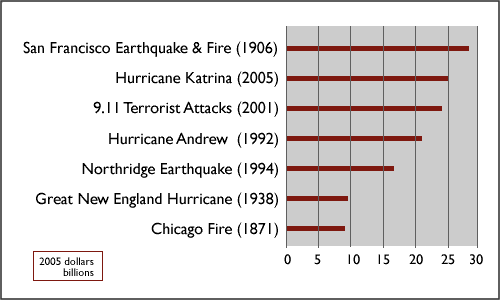 San Francisco Earthquake & Fire (1906)
Hurricane Katrina (2005)
9.11 Terrorist Attacks (2001)
Hurricane Andrew (1992)
Northridge Earthquake (1994)
Great New England Hurricane (1938)
Chicago Fire (1871)
0 5 10 15 20 25 30
2005 dollars
billions